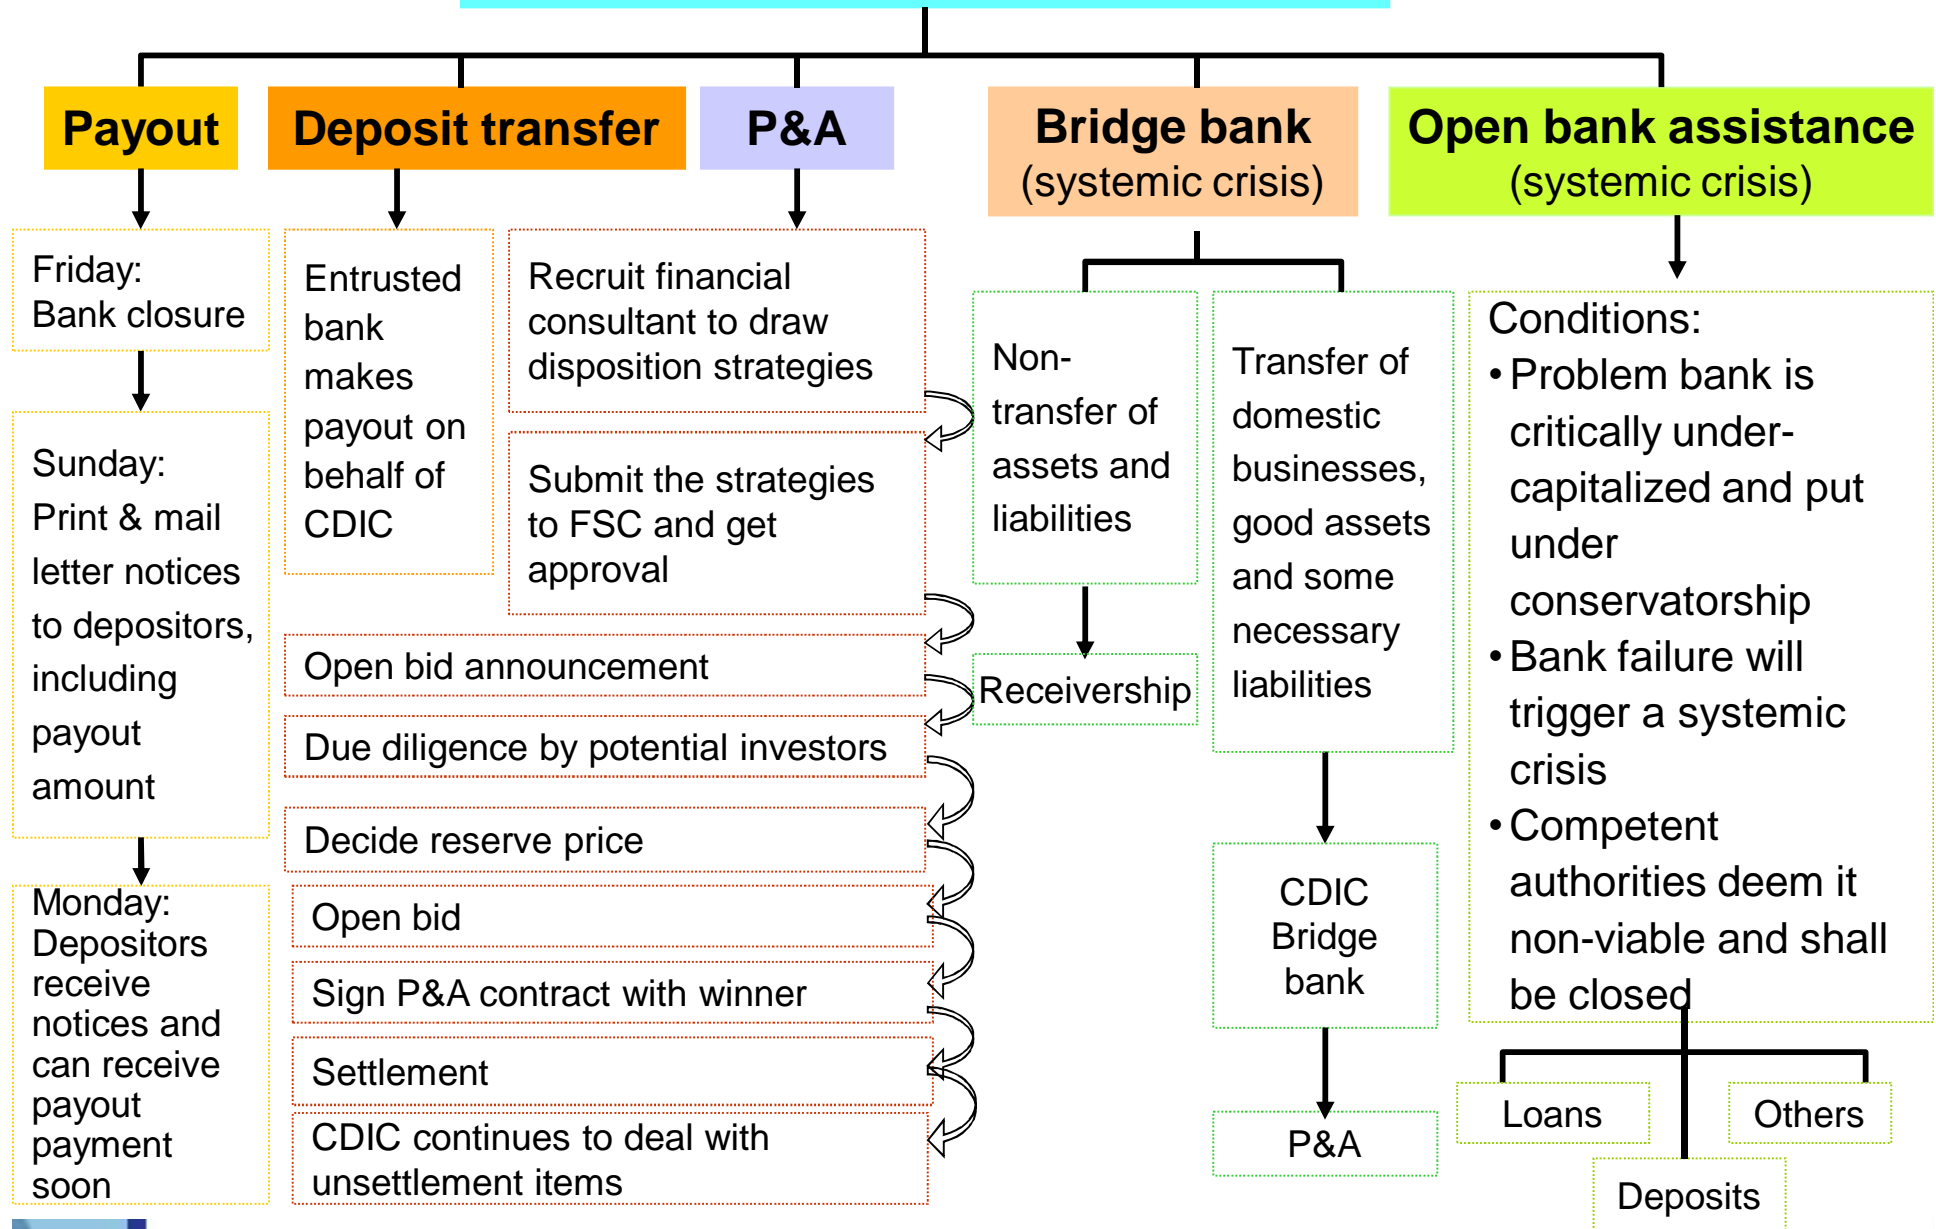 Payout
Deposit transfer
P&A
Bridge bank
(systemic crisis)
Open bank assistance
(systemic crisis)
Friday:
Bank closure
Sunday:
Print & mail
letter notices
to depositors,
including
payout
amount
Monday:
Depositors
receive
notices and
can receive
payout
payment
soon
Entrusted
bank
makes
payout on
behalf of
CDIC
Recruit financial
consultant to draw
disposition strategies
Submit the strategies
to FSC and get
approval
Open bid announcement
Due diligence by potential investors
Decide reserve price
Open bid
Sign P&A contract with winner
Settlement
CDIC continues to deal with
unsettlement items
Non-
transfer of
assets and
liabilities
Receivership
Transfer of
domestic
businesses,
good assets
and some
necessary
liabilities
CDIC
Bridge
bank
P&A
Conditions:
•Problem bank is
critically under-
capitalized and put
under
conservatorship
•Bank failure will
trigger a systemic
crisis
•Competent
authorities deem it
non-viable and shall
be closed
Loans
Others
Deposits